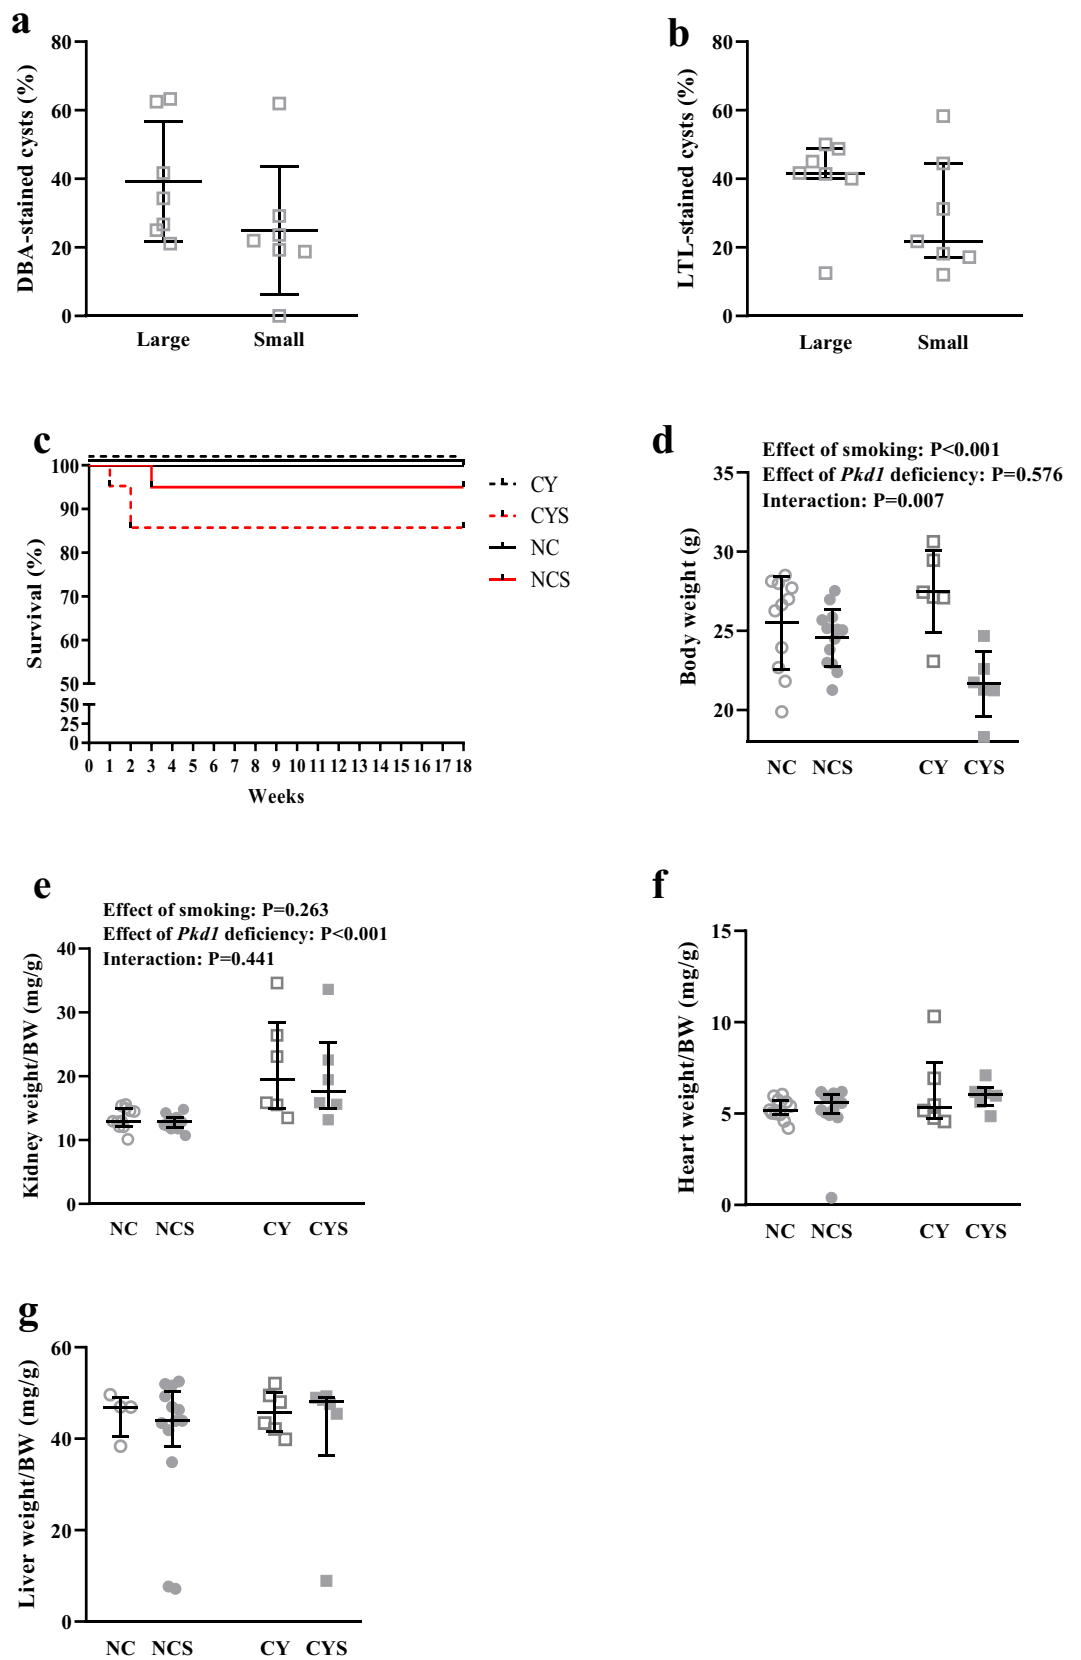 a
DBA-stained cysts (%)
80
60
40
20
0
Large Small
b
LTL-stained cysts (%)
80
60
40
20
0
Large Small
c
Survival (%)
100
90
80
70
60
50
50
25
0
0 1 2 3 4 5 6 7 8 9 10 11 12 13 14 15 16 17 18
Weeks
CY
CYS
NC
NCS
d
Effect of smoking: P<0.001
Effect of Pkd1 deficiency: P=0.576
Interaction: P=0.007
Body weight (g)
35
30
25
20
NC NCS CY CYS
e
Effect of smoking: P=0.263
Effect of Pkd1 deficiency: P<0.001
Interaction: P=0.441
Kidney weight/BW (mg/g)
40
30
20
10
0
NC NCS CY CYS
f
Heart weight/BW (mg/g)
15
10
5
0
NC NCS CY CYS
g
Liver weight/BW (mg/g)
60
40
20
0
NC NCS CY CYS